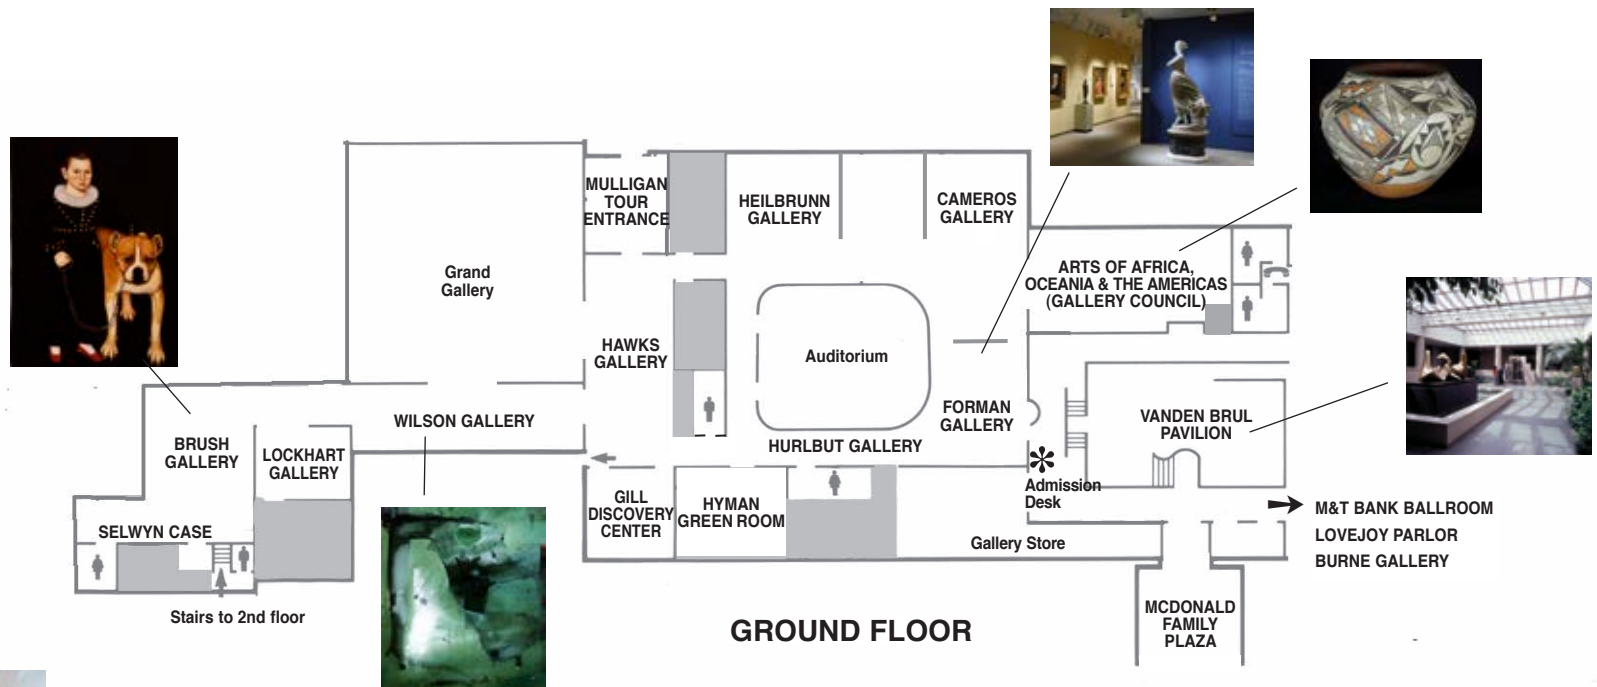 MULLIGAN
TOUR
ENTRANCE
HEILBRUNN
GALLERY
CAMEROS
GALLERY
Grand
Gallery
ARTS OF AFRICA,
OCEANIA & THE AMERICAS
(GALLERY COUNCIL)
HAWKS
GALLERY
Auditorium
WILSON GALLERY
FORMAN
GALLERY
VANDEN BRUL
PAVILION
BRUSH
GALLERY
LOCKHART
GALLERY
HURLBUT GALLERY
Admission
Desk
GILL
DISCOVERY
CENTER
HYMAN
GREEN ROOM
M&T BANK BALLROOM
LOVEJOY PARLOR
BURNE GALLERY
SELWYN CASE
Gallery Store
Stairs to 2nd floor
GROUND FLOOR
MCDONALD
FAMILY
PLAZA